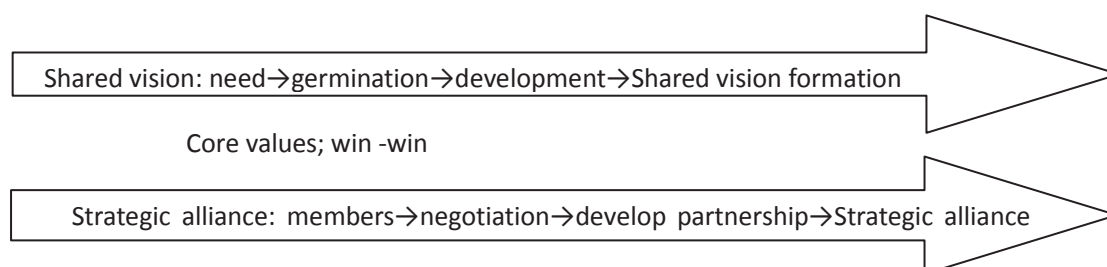 Shared vision: need→germination→development→Shared vision formation
Core values; win -win
Strategic alliance: members→negotiation→develop partnership→Strategic alliance